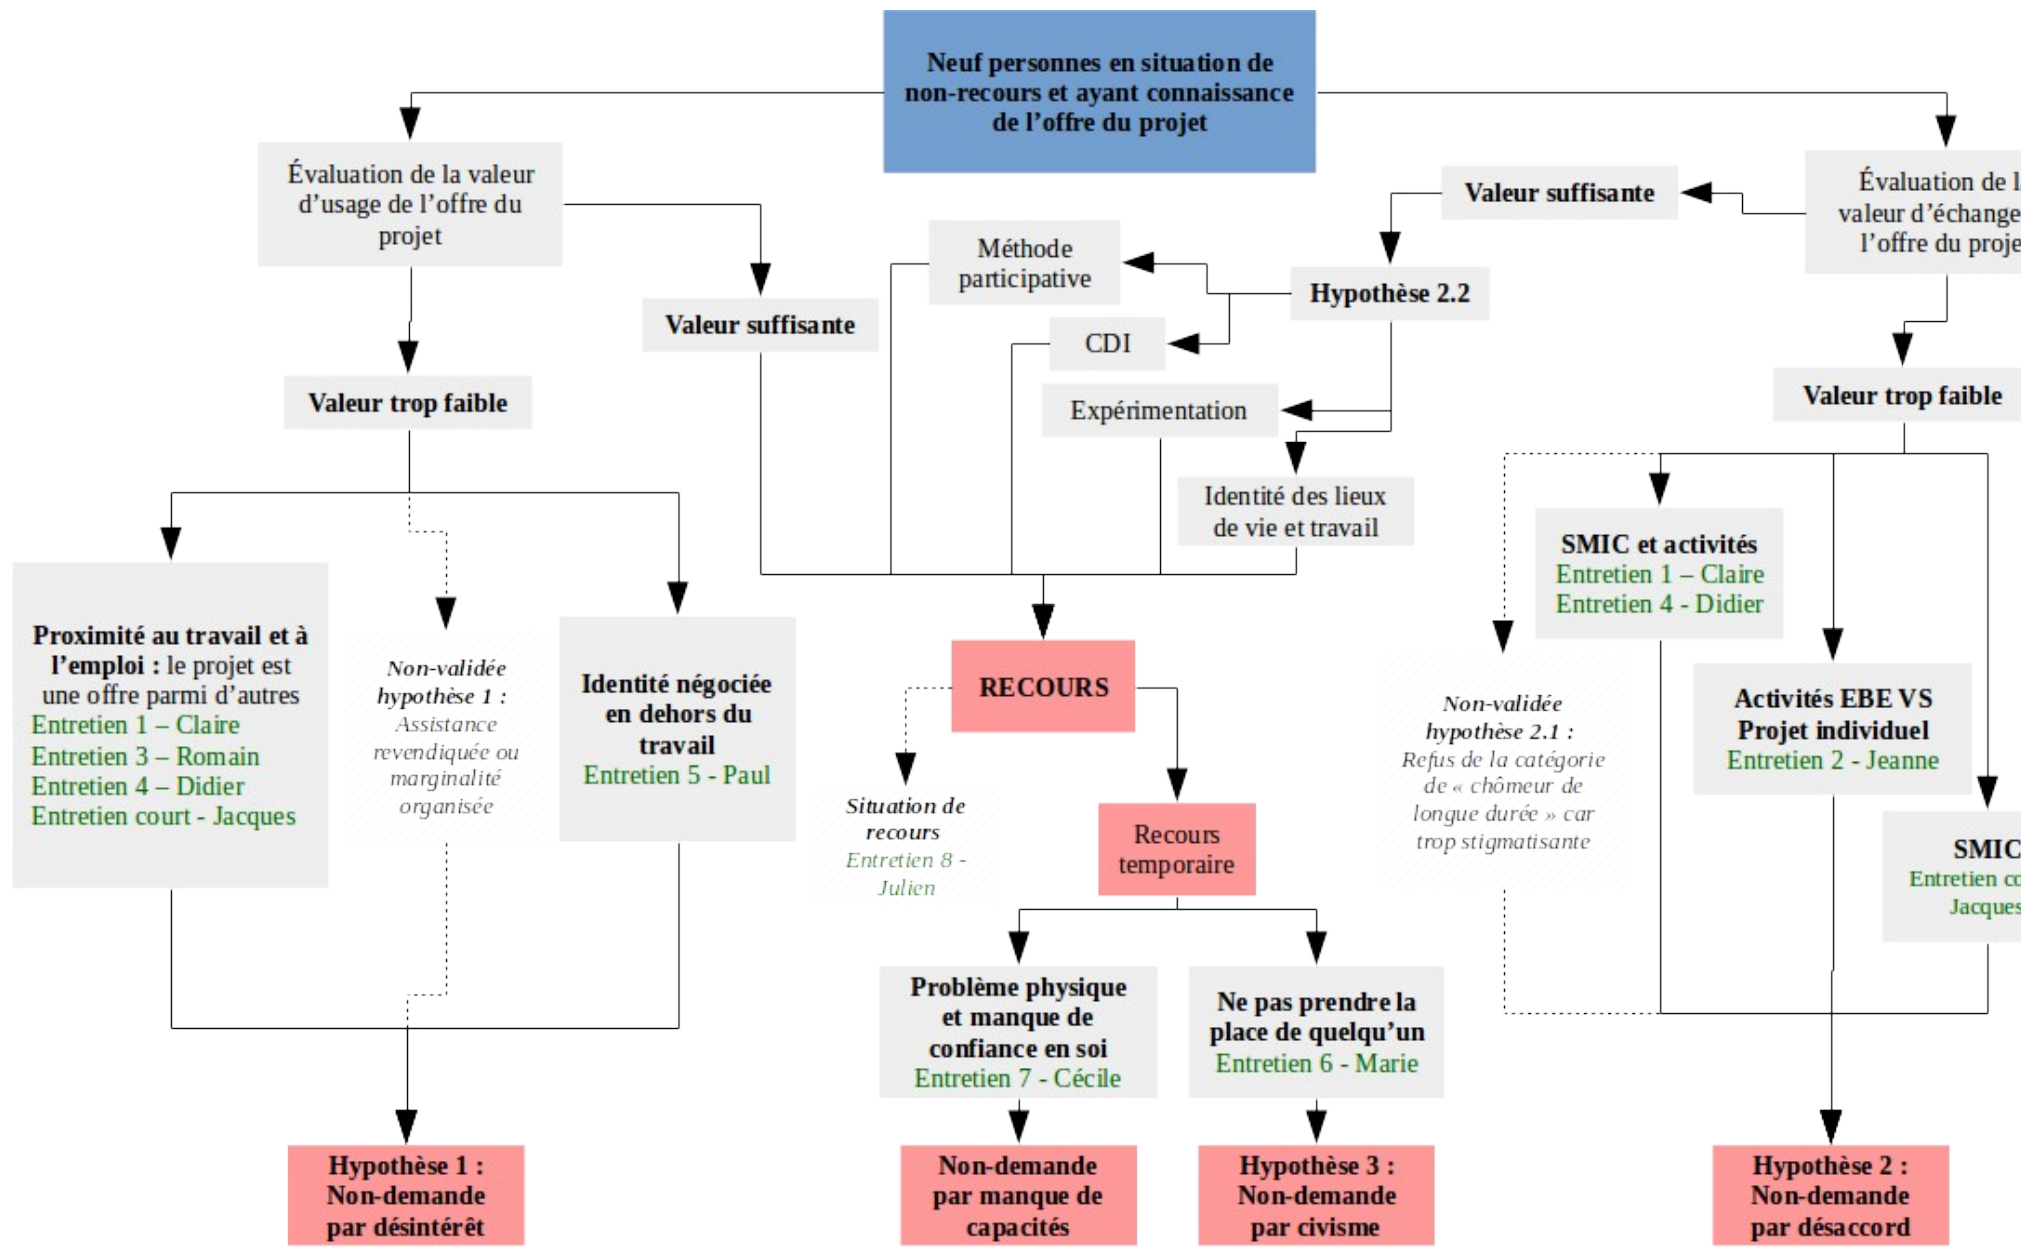 Neuf personnes en situation de
non-recours et ayant connaissance
de l’offre du projet
Évaluation de la valeur
d’usage de l’offre du
projet
Valeur suffisante
Évaluation de
valeur d’échange
l’offre du
Méthode
participative
Hypothèse 2.2
Valeur suffisante
CDI
Valeur trop faible
Expérimentation
Valeur trop faible
Identité des lieux
de vie et travail
SMIC et activités
Entretien 1 – Claire
Entretien 4 - Didier
Proximité au travail et à
l’emploi : le projet est
une offre parmi d’autres
Entretien 1 – Claire
Entretien 3 – Romain
Entretien 4 – Didier
Entretien court - Jacques
Non-validée
hypothèse 1 :
Assistance
revendiquée ou
marginalité
organisée
Identité négociée
en dehors du
travail
Entretien 5 - Paul
RECOURS
Non-validée
hypothèse 2.1 :
Refus de la catégorie
de « chômeur de
longue durée » car
trop stigmatisante
Activités EBE VS
Projet individuel
Entretien 2 - Jeanne
Situation de
recours
Entretien 8 -
Julien
Recours
temporaire
SMIC
Entretien
Jacques
Problème physique
et manque de
confiance en soi
Entretien 7 - Cécile
Ne pas prendre la
place de quelqu’un
Entretien 6 - Marie
Hypothèse 1 :
Non-demande
par désintérêt
Non-demande
par manque de
capacités
Hypothèse 3 :
Non-demande
par civisme
Hypothèse 2 :
Non-demande
par désaccord